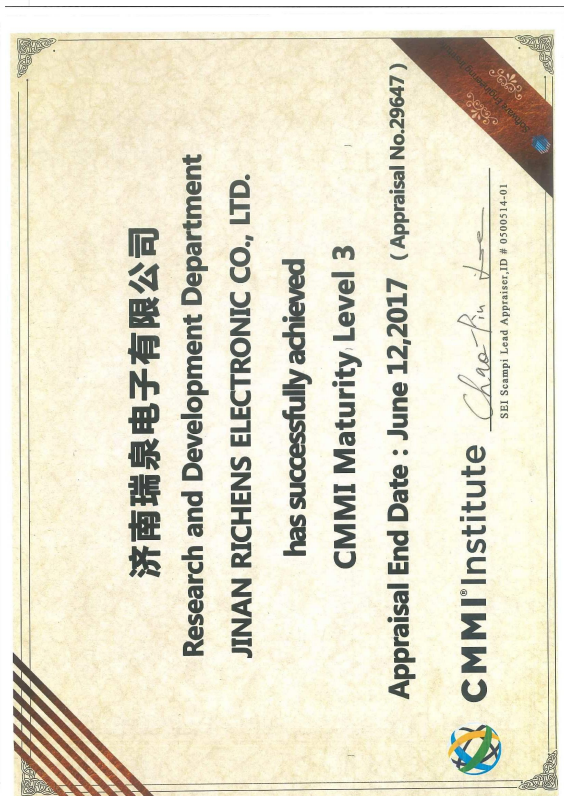 济南瑞泉电子有限公司
Research and Development Department
JINAN RICHENS ELECTRONIC CO., LTD.
has successfully achieved
CMMI Maturity Level 3
Appraisal End Date : June 12,2017 ( Appraisal No.29647 )
CMMI® Institute
SEI Scampi Lead Appraiser,ID # 0500514-01